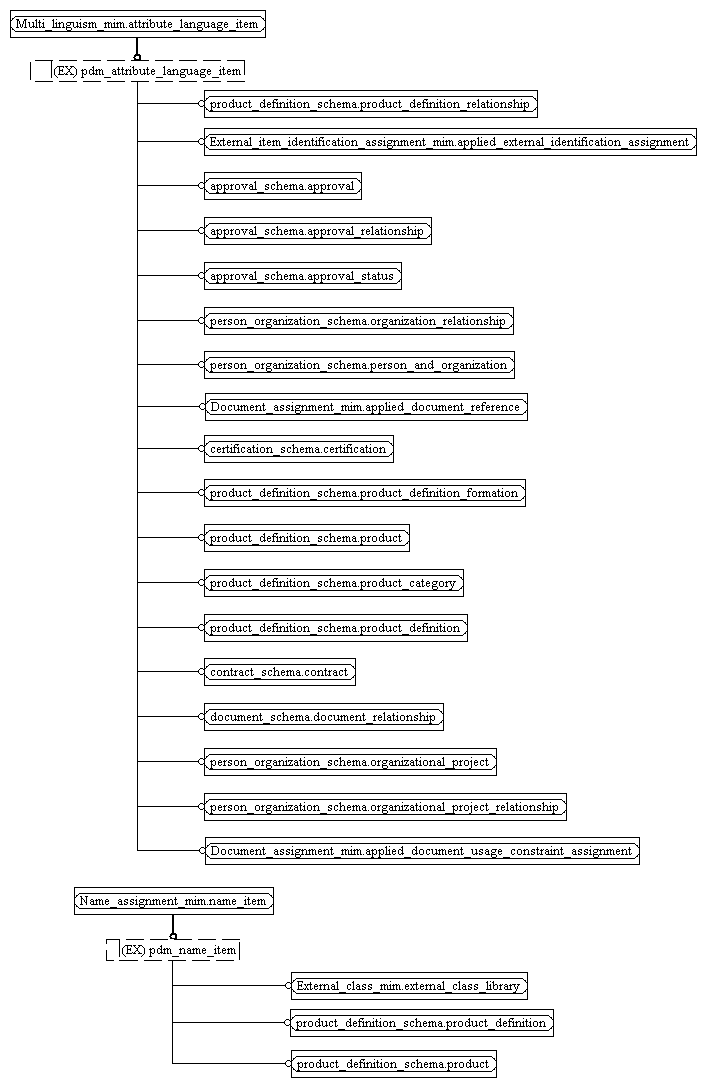 Multi_linguism_mim.attribute_language_item
(EX) pdm_attribute_language_item
product_definition_schema.product_definition_relationship
External_item_identification_assignment_mim.applied_external_identification_assignment
approval_schema.approval
approval_schema.approval_relationship
approval_schema.approval_status
person_organization_schema.organization_relationship
person_organization_schema.person_and_organization
Document_assignment_mim.applied_document_reference
certification_schema.certification
product_definition_schema.product_definition_formation
product_definition_schema.product
product_definition_schema.product_category
product_definition_schema.product_definition
contract_schema.contract
document_schema.document_relationship
person_organization_schema.organizational_project
person_organization_schema.organizational_project_relationship
Document_assignment_mim.applied_document_usage_constraint_assignment
Name_assignment_mim.name_item
(EX) pdm_name_item
External_class_mim.external_class_library
product_definition_schema.product_definition
product_definition_schema.product